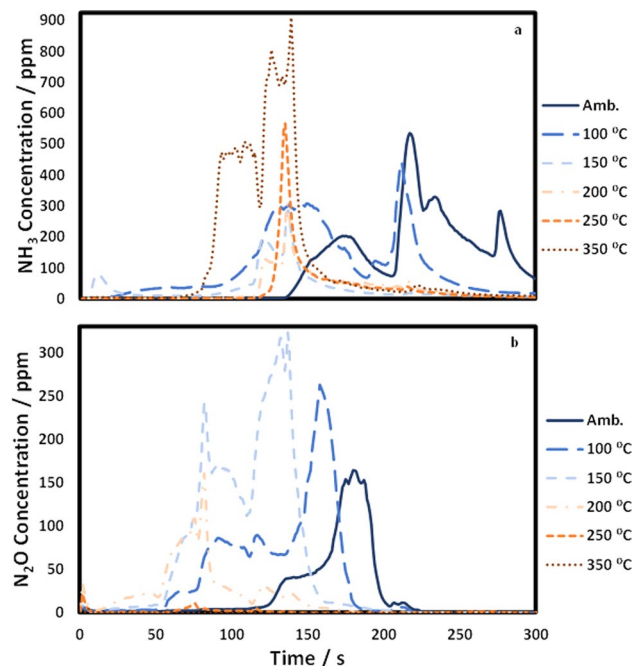 900
800
700
600
500
400
300
200
100
0
NH3 Concentration / ppm
a
Amb.
100 °C
150 °C
200 °C
250 °C
350 °C
300
250
200
150
100
50
0
N2O Concentration / ppm
b
Amb.
100 °C
150 °C
200 °C
250 °C
350 °C
0 50 100 150 200 250 300
Time / s